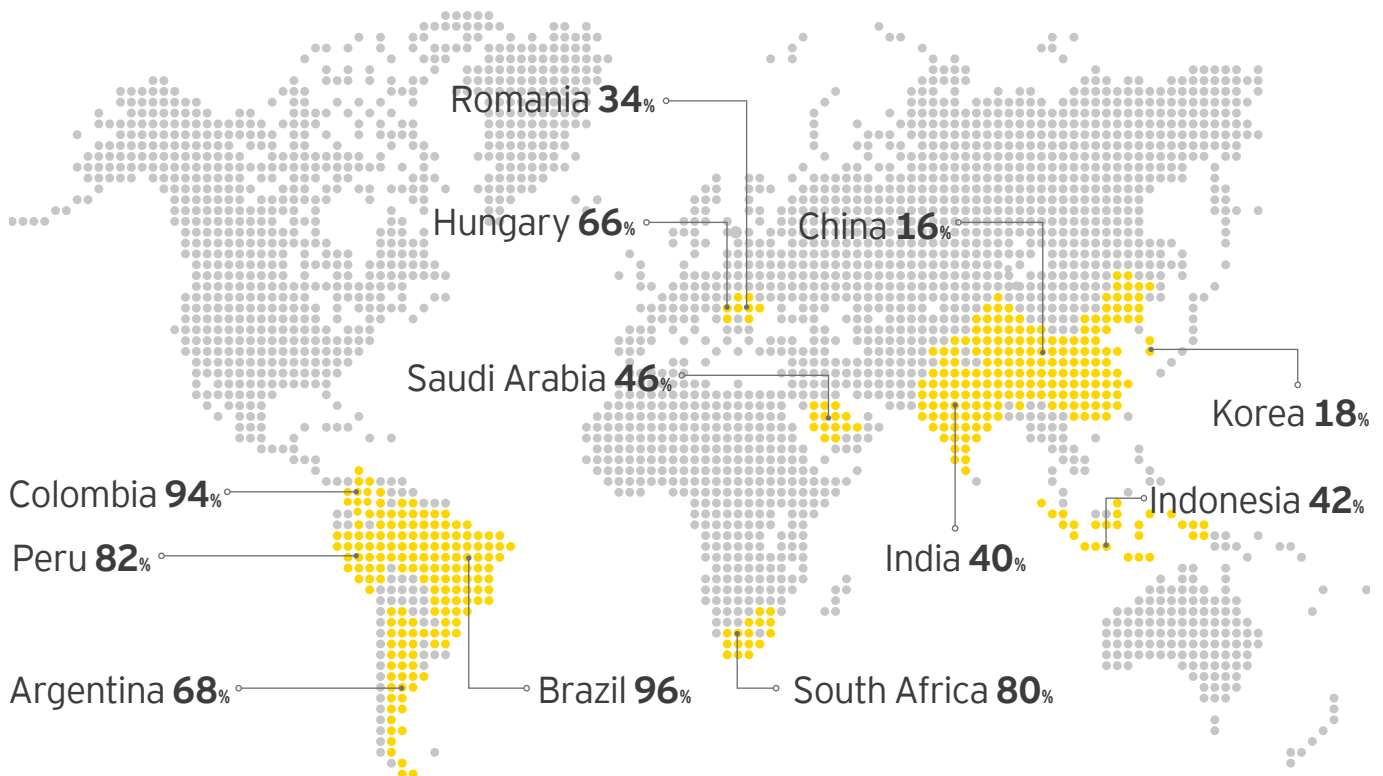 Romania 34%
Hungary 66%
China 16%
Saudi Arabia 46%
Korea 18%
Colombia 94%
Indonesia 42%
Peru 82%
India 40%
Argentina 68%
Brazil 96%
South Africa 80%